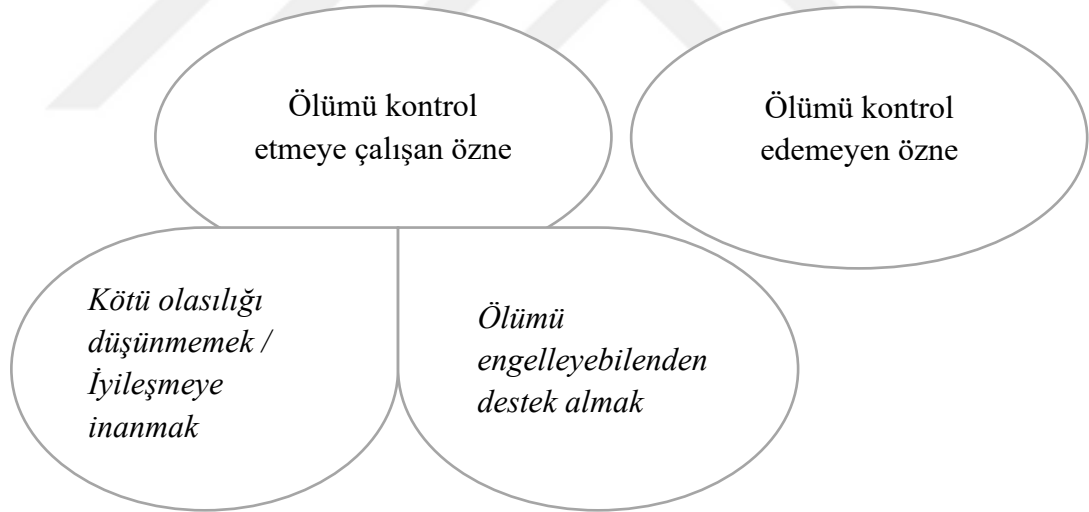 Ölümü kontrol
etmeye çalışan özne
Ölümü kontrol
edemeyen özne
Kötü olasılığı
düşünmemek /
İyileşmeye
inanmak
Ölümü
engelleyebilenden
destek almak